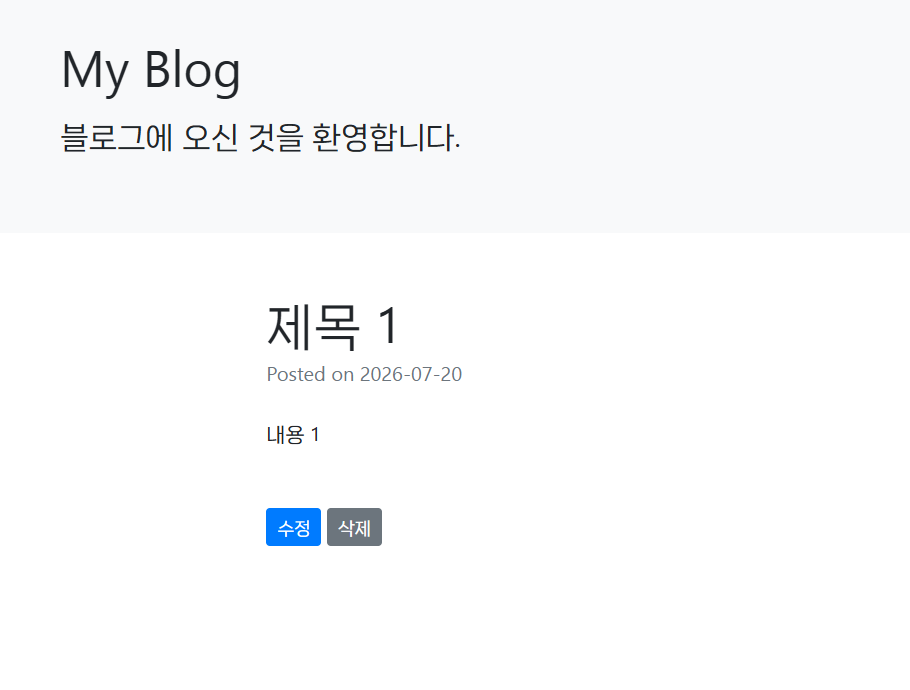 My Blog
블로그에 오신 것을 환영합니다.
제목 1
Posted on 2026-07-20
내용 1
수정 삭제